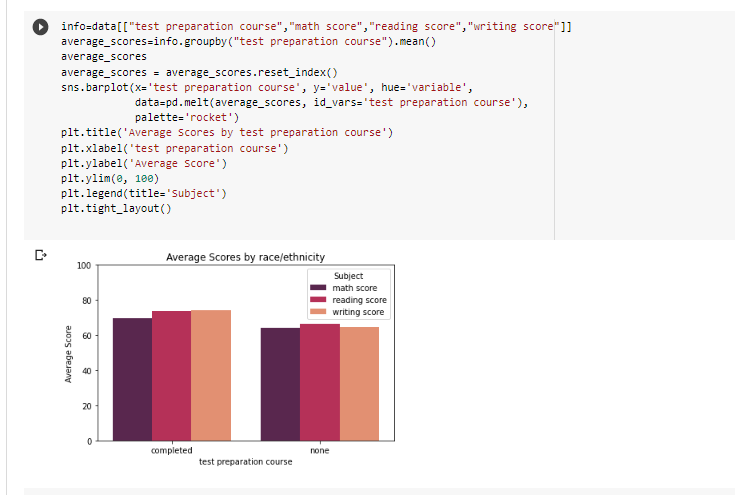 info=data[["test preparation course","math score","reading score","writing score"]]
average_scores=info.groupby("test preparation course").mean()
average_scores
average_scores = average_scores.reset_index()
sns.barplot(x='test preparation course', y='value', hue='variable',
data=pd.melt(average_scores, id_vars='test preparation course'),
palette='rocket')
plt.title('Average Scores by test preparation course')
plt.xlabel('test preparation course')
plt.ylabel('Average Score')
plt.ylim(0, 100)
plt.legend(title='Subject')
plt.tight_layout()
Average Scores by race/ethnicity
100
80
60
40
20
0
Average Score
Subject
math score
reading score
writing score
completed
none
test preparation course